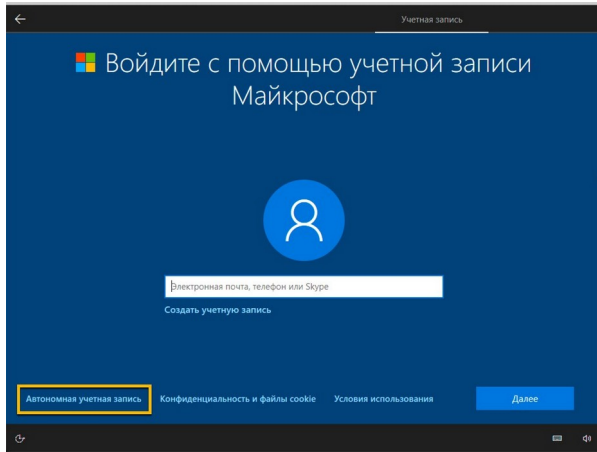 Учетная запись
Войдите с помощью учетной записи
Майкрософт
Электронная почта, телефон или Skype
Создать учетную запись
Автономная учетная запись Конфиденциальность и файлы cookie Условия использования Далее